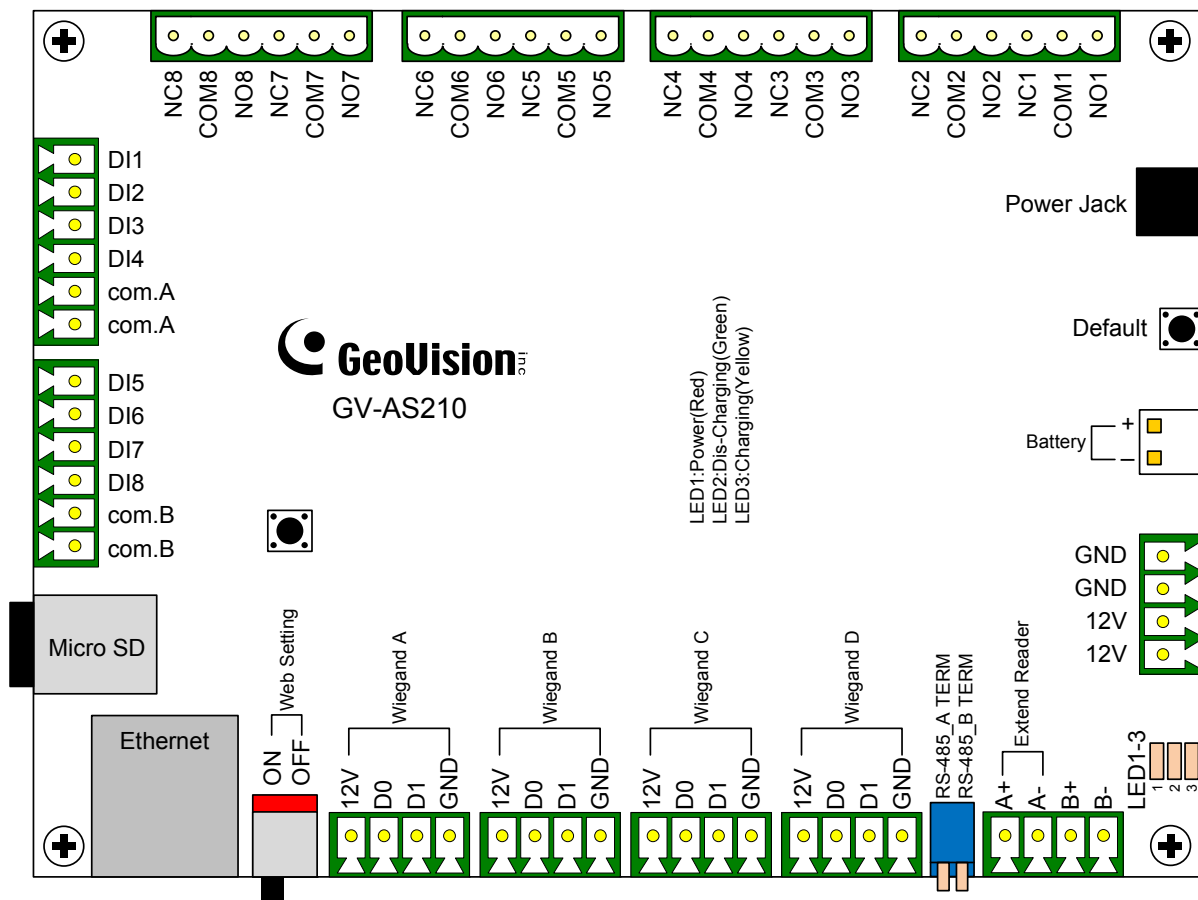 NC8
COM8
NO8
NC7
COM7
NO7
NC6
COM6
NO6
NC5
COM5
NO5
NC4
COM4
NO4
NC3
COM3
NO3
NC2
COM2
NO2
NC1
COM1
NO1
DI1
DI2
DI3
DI4
com.A
com.A
DI5
DI6
DI7
DI8
com.B
com.B
GeoVision inc
GV-AS210
LED1:Power(Red)
LED2:Dis-Charging(Green)
LED3:Charging(Yellow)
Power Jack
Default
Battery
+
–
GND
GND
12V
12V
Micro SD
Ethernet
Web Setting
ON
OFF
Wiegand A
12V
D0
D1
GND
Wiegand B
12V
D0
D1
GND
Wiegand C
12V
D0
D1
GND
Wiegand D
12V
D0
D1
GND
RS-485_A TERM
RS-485_B TERM
Extend Reader
A+
A-
B+
B-
LED1-3
1
2
3